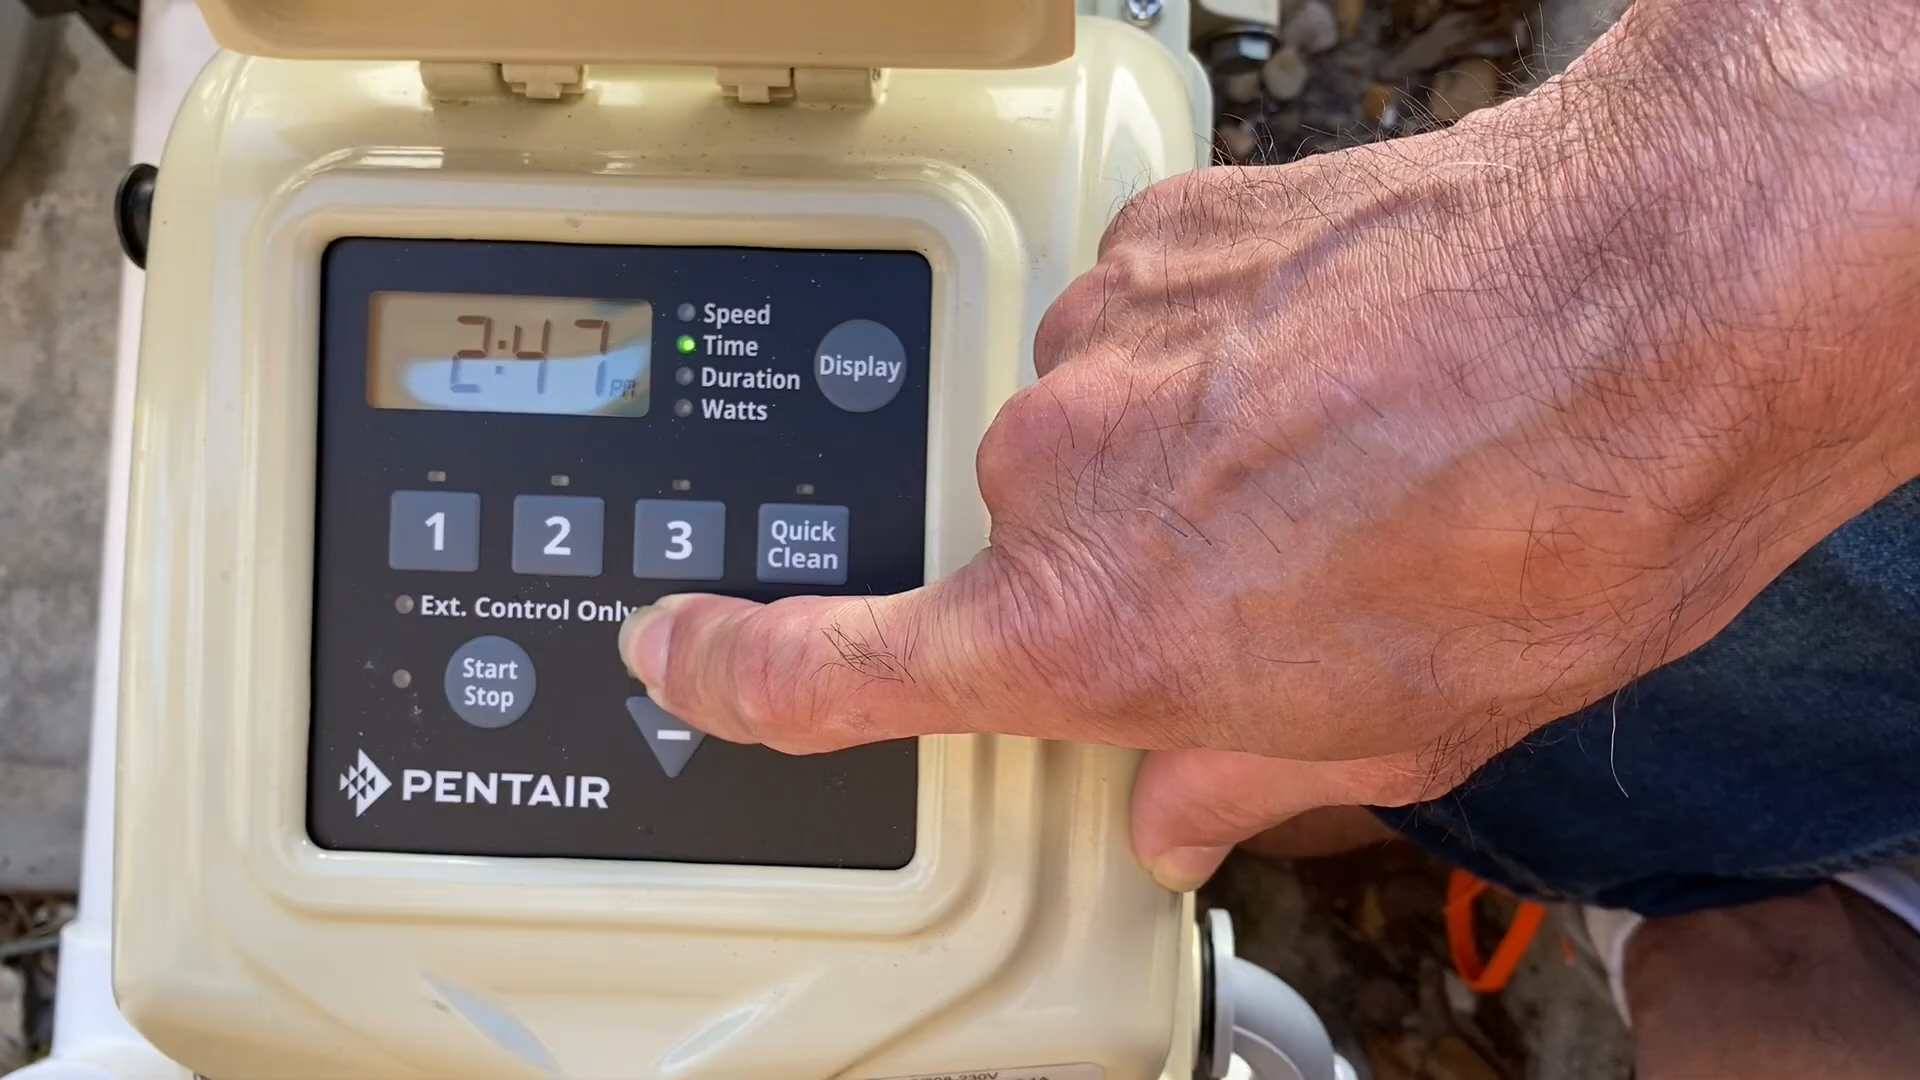 2:47 PM
Speed
Time
Duration
Watts
Display
1
2
3
Quick
Clean
Ext. Control Only
Start
Stop
−
PENTAIR